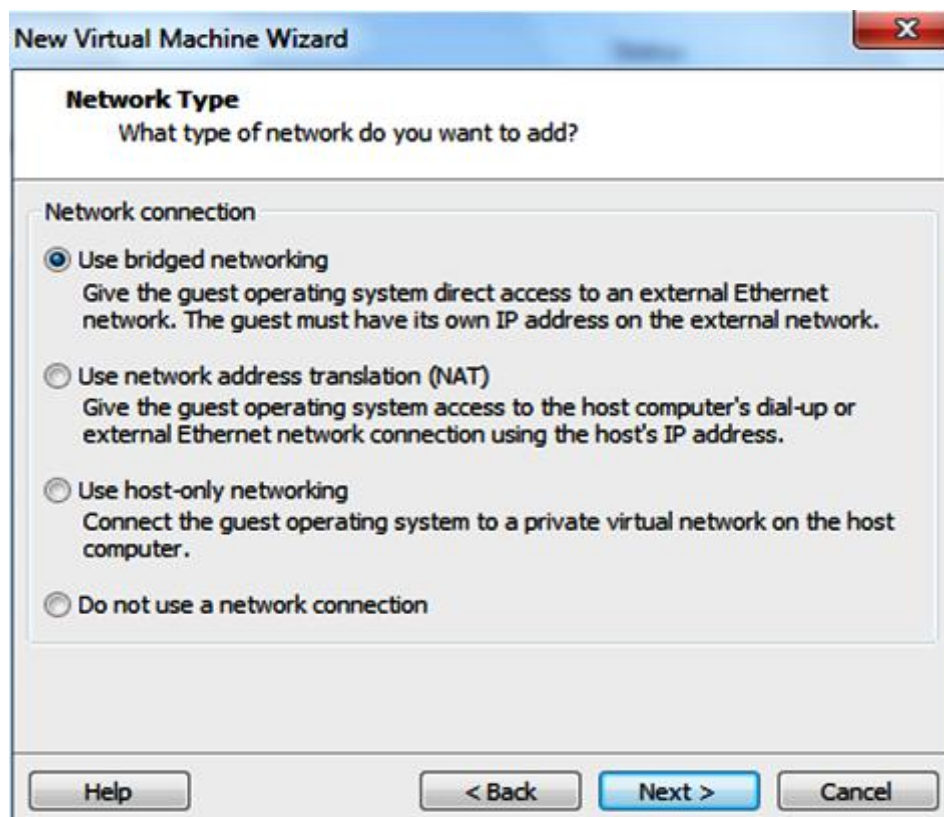 New Virtual Machine Wizard
Network Type
What type of network do you want to add?
Network connection
Use bridged networking
Give the guest operating system direct access to an external Ethernet
network. The guest must have its own IP address on the external network.
Use network address translation (NAT)
Give the guest operating system access to the host computer's dial-up or
external Ethernet network connection using the host's IP address.
Use host-only networking
Connect the guest operating system to a private virtual network on the host
computer.
Do not use a network connection
Help
< Back
Next >
Cancel